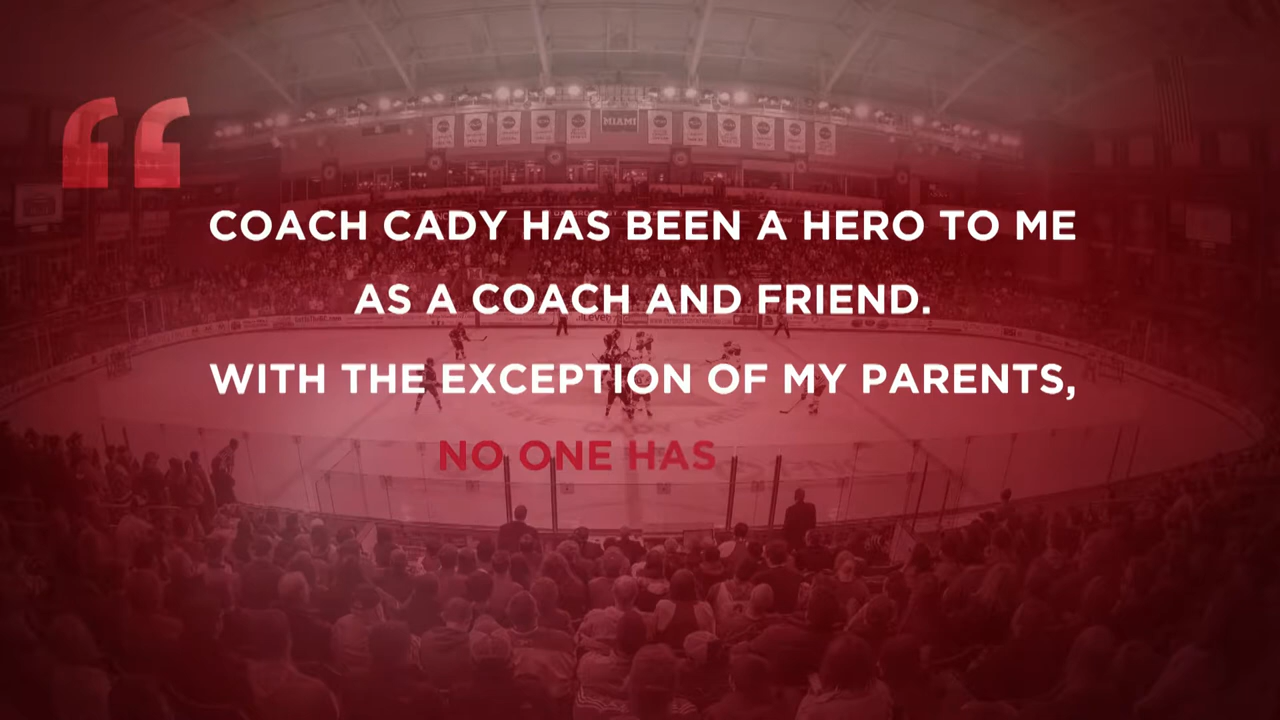 MIAMI
COACH CADY HAS BEEN A HERO TO ME
AS A COACH AND FRIEND.
WITH THE EXCEPTION OF MY PARENTS,
NO ONE HAS